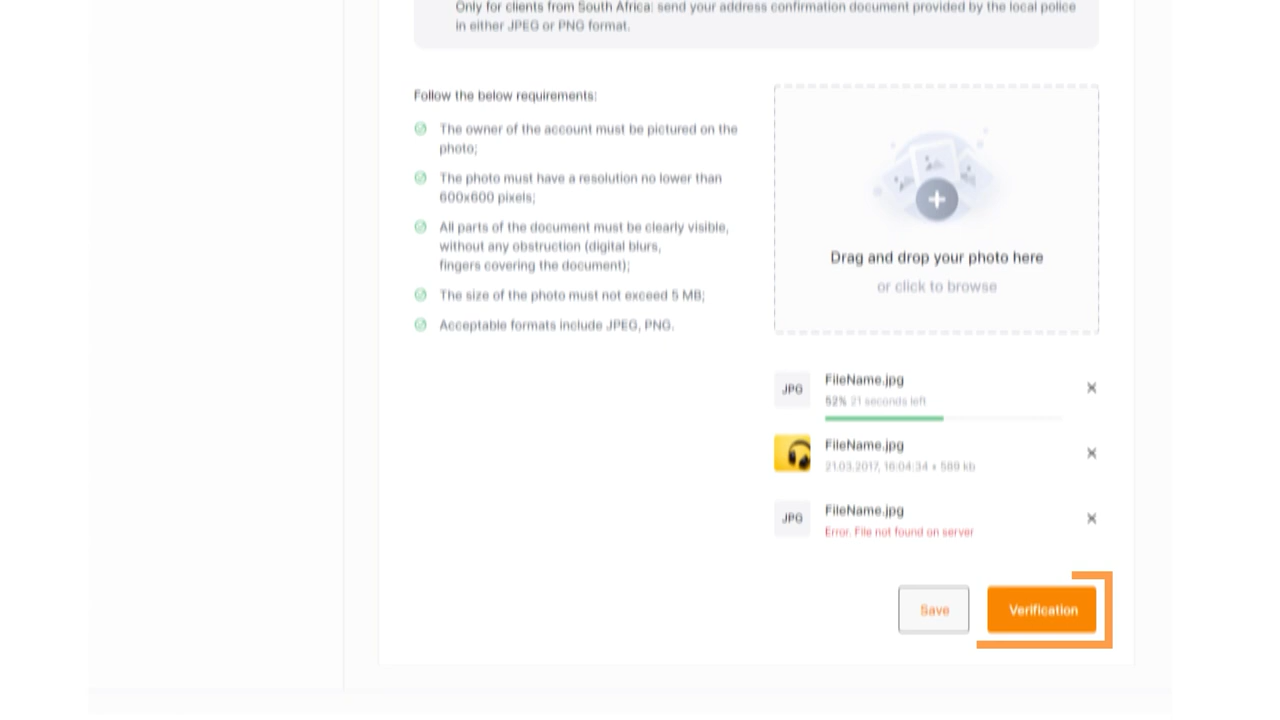 Only for clients from South Africa: send your address confirmation document provided by the local police
in either JPEG or PNG format.
Follow the below requirements:
The owner of the account must be pictured on the
photo;
The photo must have a resolution no lower than
600x600 pixels;
All parts of the document must be clearly visible,
without any obstruction (digital blurs,
fingers covering the document);
The size of the photo must not exceed 5 MB;
Acceptable formats include JPEG, PNG.
Drag and drop your photo here
or click to browse
JPG
FileName.jpg
52% 21 seconds left
FileName.jpg
21.03.2017, 16:04:34 • 589 kb
JPG
FileName.jpg
Error. File not found on server
Save
Verification